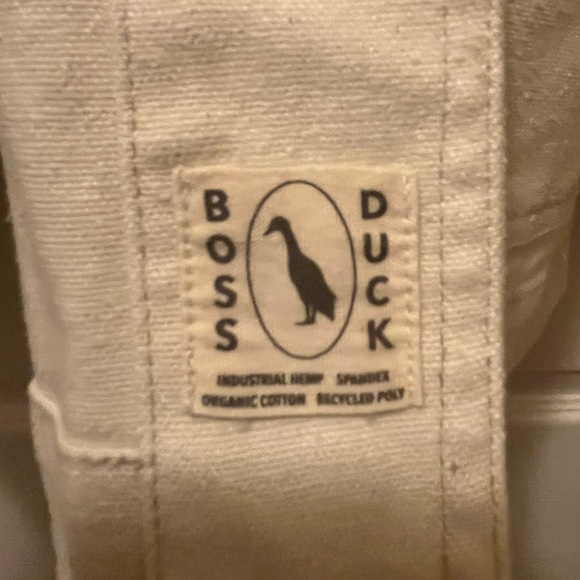 BOSS
DUCK
INDUSTRIAL HEMP SPANDEX
ORGANIC COTTON RECYCLED POLY